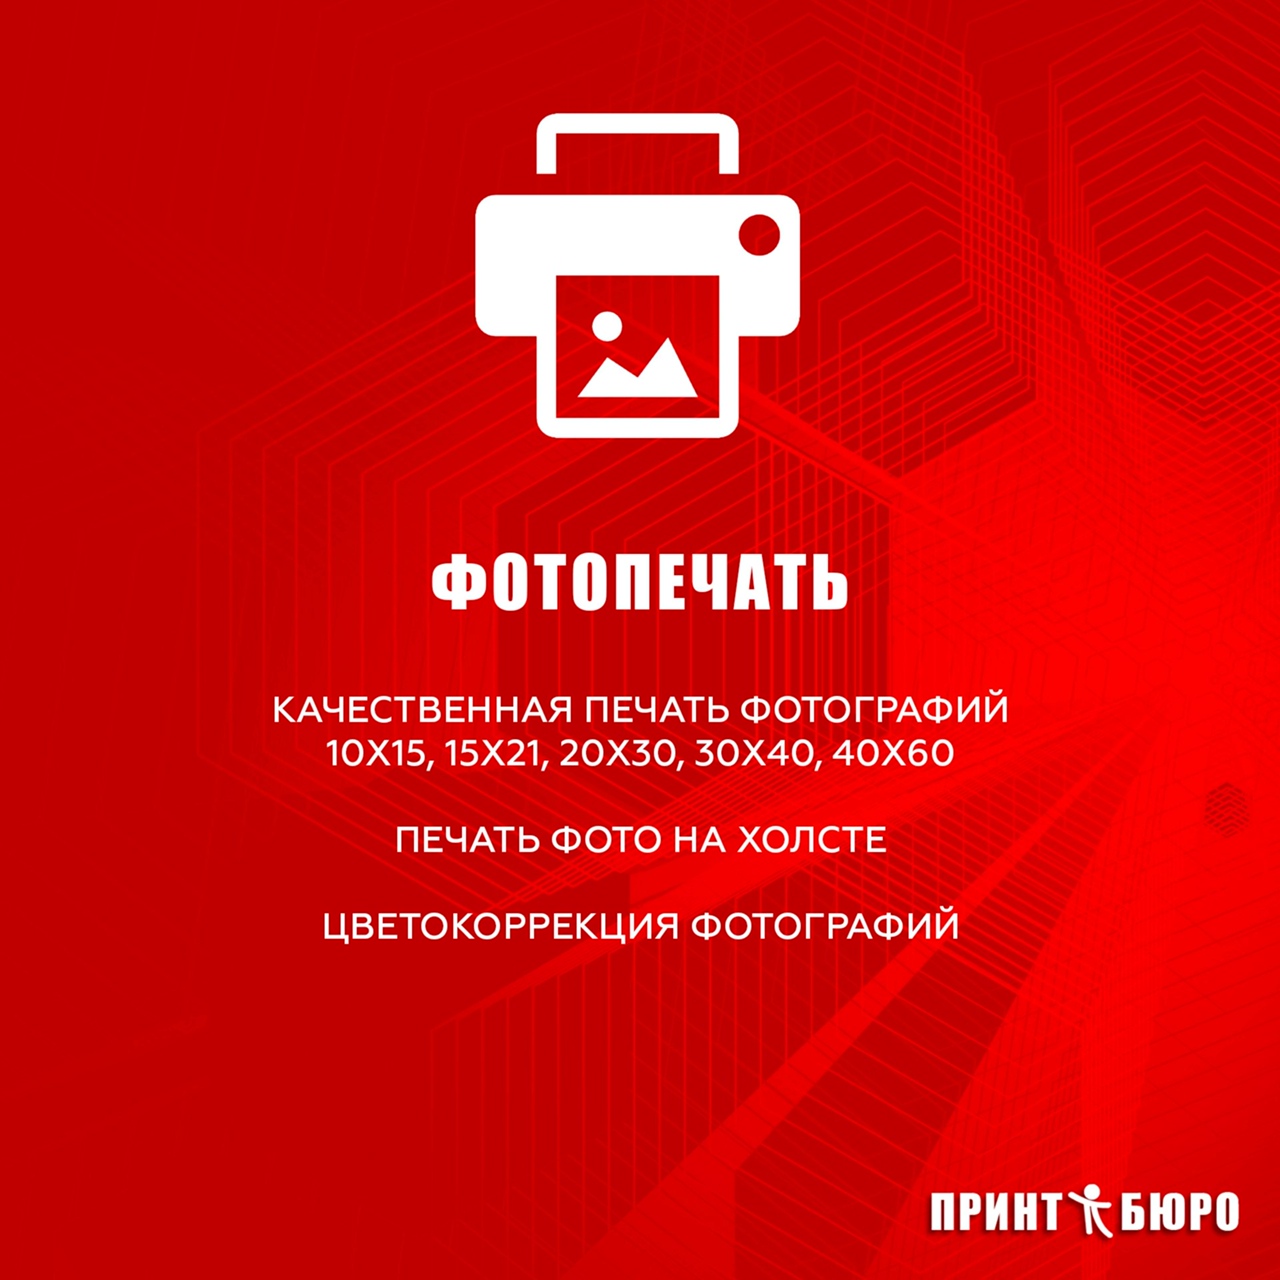 ФОТОПЕЧАТЬ
КАЧЕСТВЕННАЯ ПЕЧАТЬ ФОТОГРАФИЙ
10Х15, 15Х21, 20Х30, 30Х40, 40Х60
ПЕЧАТЬ ФОТО НА ХОЛСТЕ
ЦВЕТОКОРРЕКЦИЯ ФОТОГРАФИЙ
ПРИНТ БЮРО